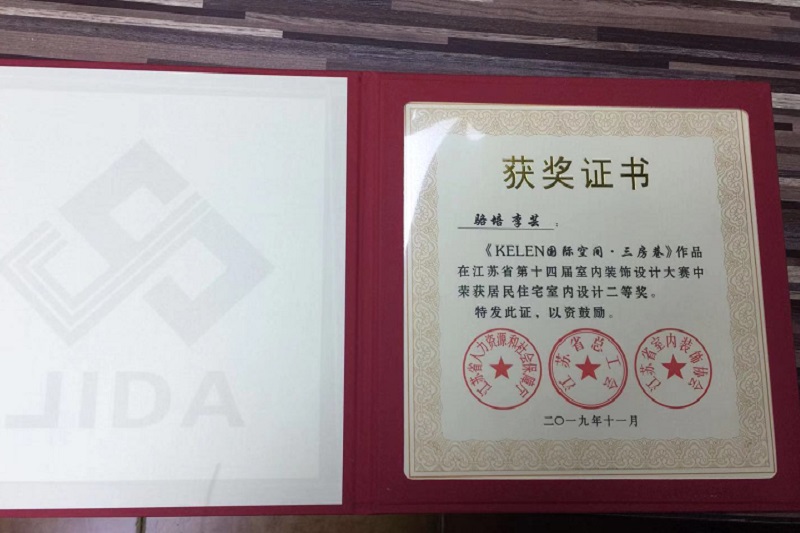 获奖证书
骆培 李芸：
《KELEN国际空间·三房巷》作品
在江苏省第十四届室内装饰设计大赛中
荣获居民住宅室内设计二等奖。
特发此证、以资鼓励。
江苏省人力资源和社会保障厅
江苏省总工会
江苏省室内装饰协会
二〇一九年十一月
JIDA